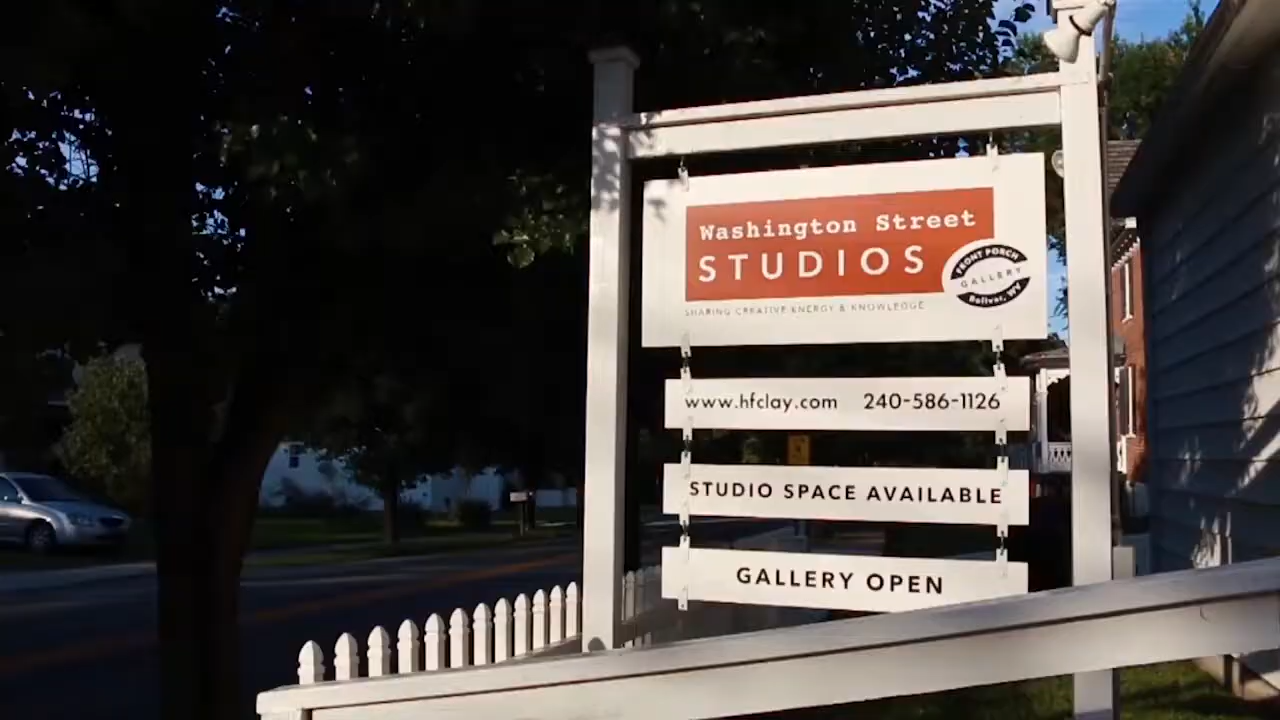 Washington Street
STUDIOS
FRONT PORCH
GALLERY
Bolivar, WV
SHARING CREATIVE ENERGY & KNOWLEDGE
www.hfclay.com 240-586-1126
STUDIO SPACE AVAILABLE
GALLERY OPEN